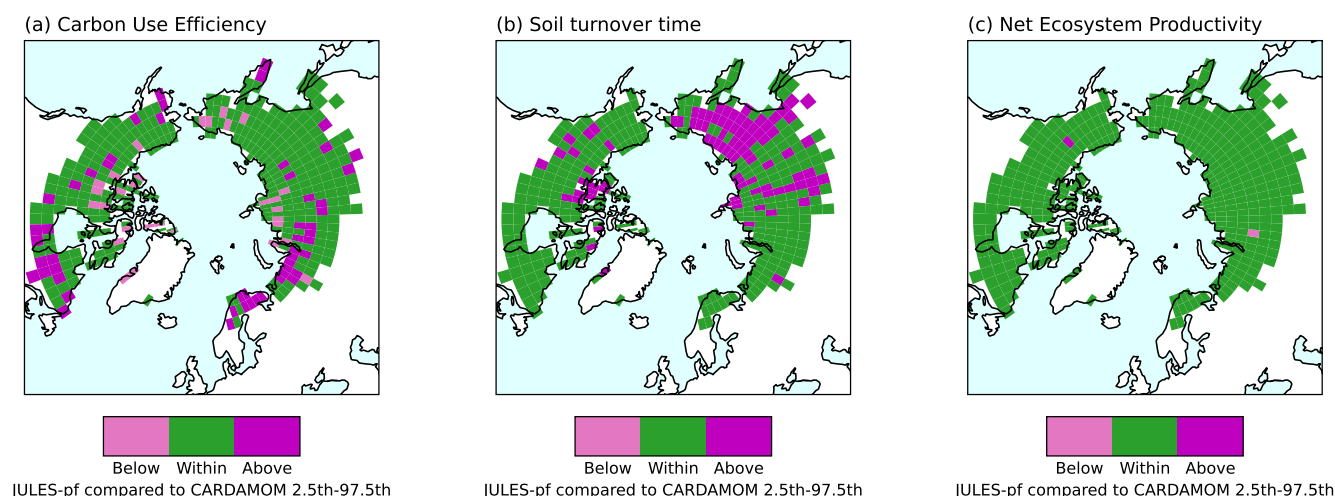 (a) Carbon Use Efficiency
(b) Soil turnover time
(c) Net Ecosystem Productivity
Below Within Above
JULES-pf compared to CARDAMOM 2.5th-97.5th
Below Within Above
JULES-pf compared to CARDAMOM 2.5th-97.5th
Below Within Above
JULES-pf compared to CARDAMOM 2.5th-97.5th